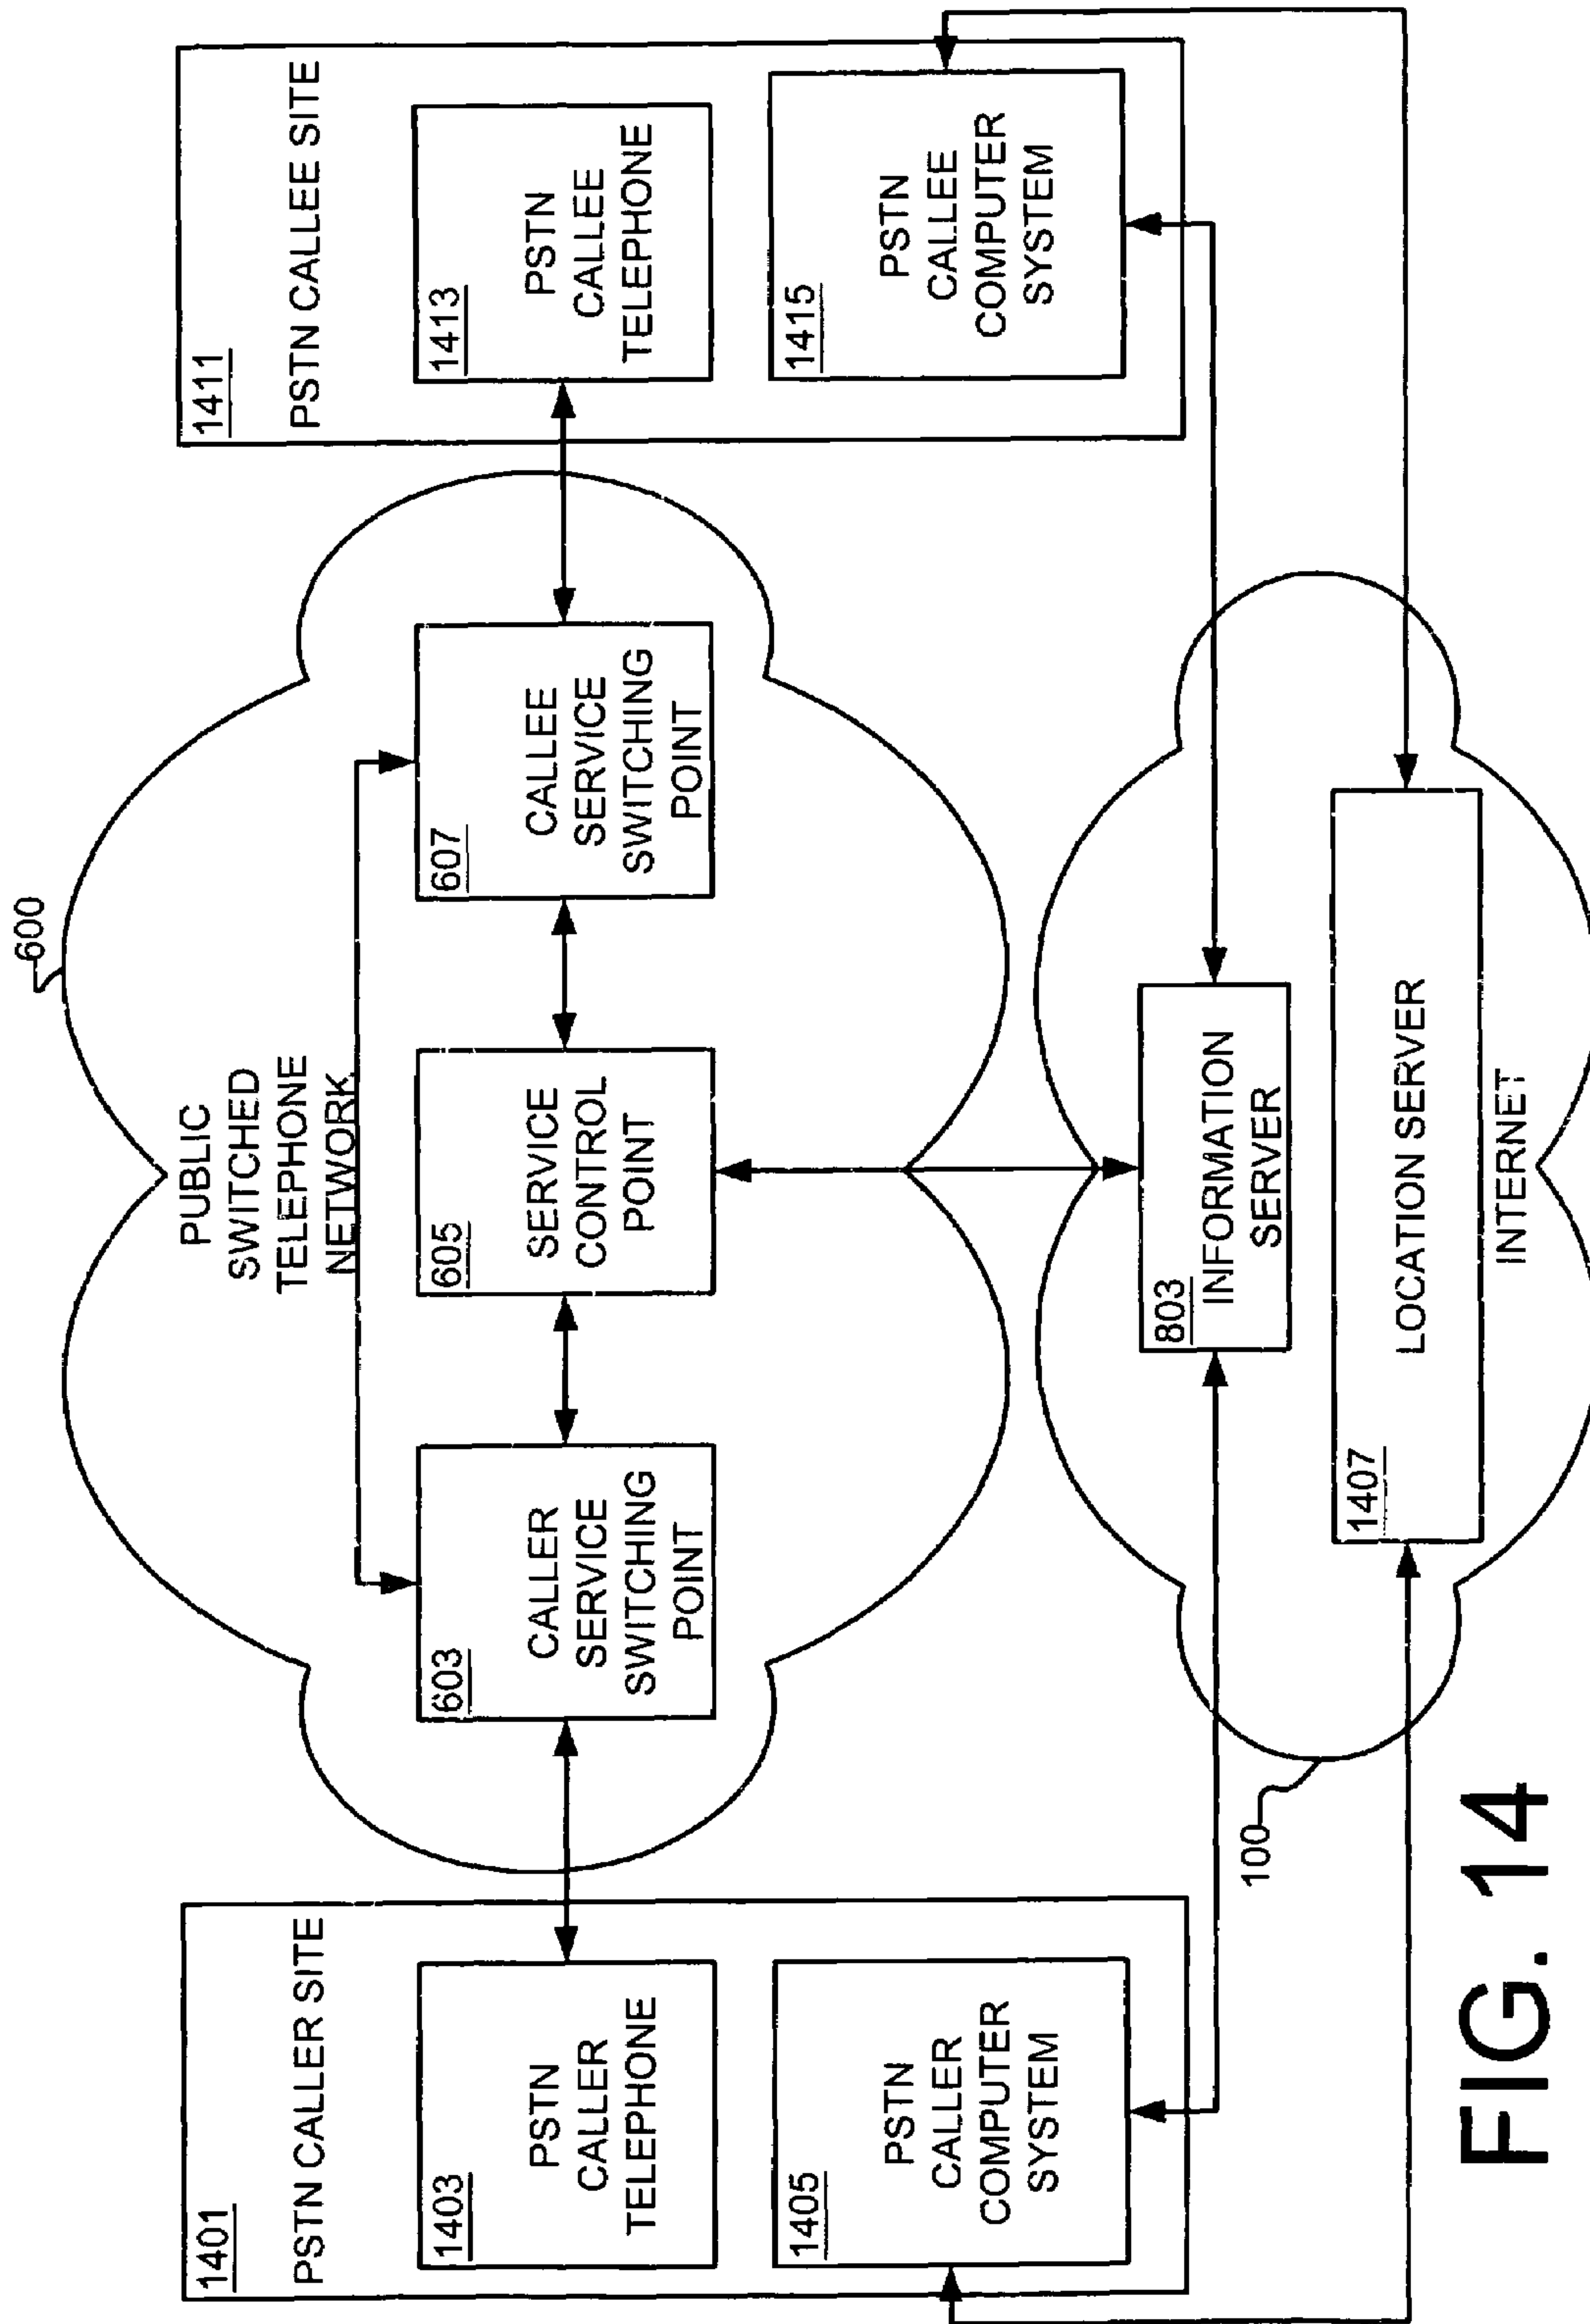 600
PUBLIC
SWITCHED
TELEPHONE
NETWORK
1401
PSTN CALLER SITE
1403
PSTN
CALLER
TELEPHONE
1405
PSTN
CALLER
COMPUTER
SYSTEM
603
CALLER
SERVICE
SWITCHING
POINT
605
SERVICE
CONTROL
POINT
607
CALLEE
SERVICE
SWITCHING
POINT
1411
PSTN CALLEE SITE
1413
PSTN
CALLEE
TELEPHONE
1415
PSTN
CALLEE
COMPUTER
SYSTEM
803
INFORMATION
SERVER
1407
LOCATION SERVER
INTERNET
100
FIG. 14